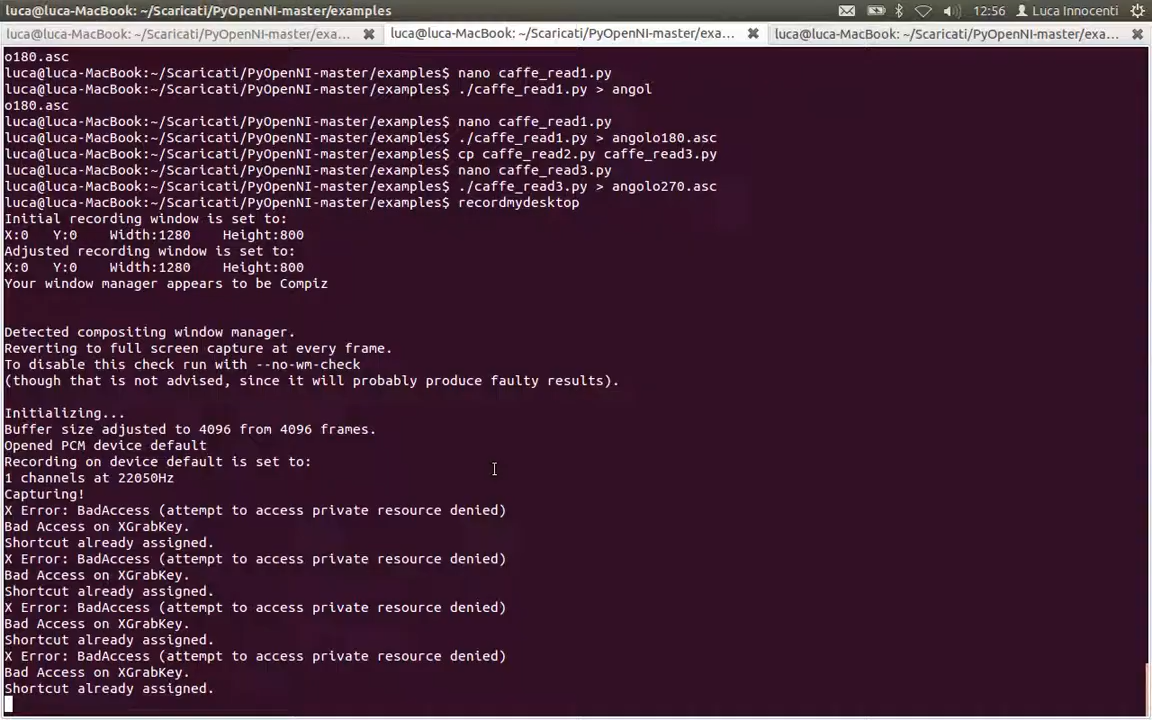 luca@luca-MacBook: ~/Scaricati/PyOpenNI-master/examples
12:56 Luca Innocenti
luca@luca-MacBook: ~/Scaricati/PyOpenNI-master/exa...
luca@luca-MacBook: ~/Scaricati/PyOpenNI-master/exa...
luca@luca-MacBook: ~/Scaricati/PyOpenNI-master/exa...
o180.asc
luca@luca-MacBook:~/Scaricati/PyOpenNI-master/examples$ nano caffe_read1.py
luca@luca-MacBook:~/Scaricati/PyOpenNI-master/examples$ ./caffe_read1.py > angol
o180.asc
luca@luca-MacBook:~/Scaricati/PyOpenNI-master/examples$ nano caffe_read1.py
luca@luca-MacBook:~/Scaricati/PyOpenNI-master/examples$ ./caffe_read1.py > angolo180.asc
luca@luca-MacBook:~/Scaricati/PyOpenNI-master/examples$ cp caffe_read2.py caffe_read3.py
luca@luca-MacBook:~/Scaricati/PyOpenNI-master/examples$ nano caffe_read3.py
luca@luca-MacBook:~/Scaricati/PyOpenNI-master/examples$ ./caffe_read3.py > angolo270.asc
luca@luca-MacBook:~/Scaricati/PyOpenNI-master/examples$ recordmydesktop
Initial recording window is set to:
X:0   Y:0    Width:1280    Height:800
Adjusted recording window is set to:
X:0   Y:0    Width:1280    Height:800
Your window manager appears to be Compiz
Detected compositing window manager.
Reverting to full screen capture at every frame.
To disable this check run with --no-wm-check
(though that is not advised, since it will probably produce faulty results).
Initializing...
Buffer size adjusted to 4096 from 4096 frames.
Opened PCM device default
Recording on device default is set to:
1 channels at 22050Hz
Capturing!
X Error: BadAccess (attempt to access private resource denied)
Bad Access on XGrabKey.
Shortcut already assigned.
X Error: BadAccess (attempt to access private resource denied)
Bad Access on XGrabKey.
Shortcut already assigned.
X Error: BadAccess (attempt to access private resource denied)
Bad Access on XGrabKey.
Shortcut already assigned.
X Error: BadAccess (attempt to access private resource denied)
Bad Access on XGrabKey.
Shortcut already assigned.